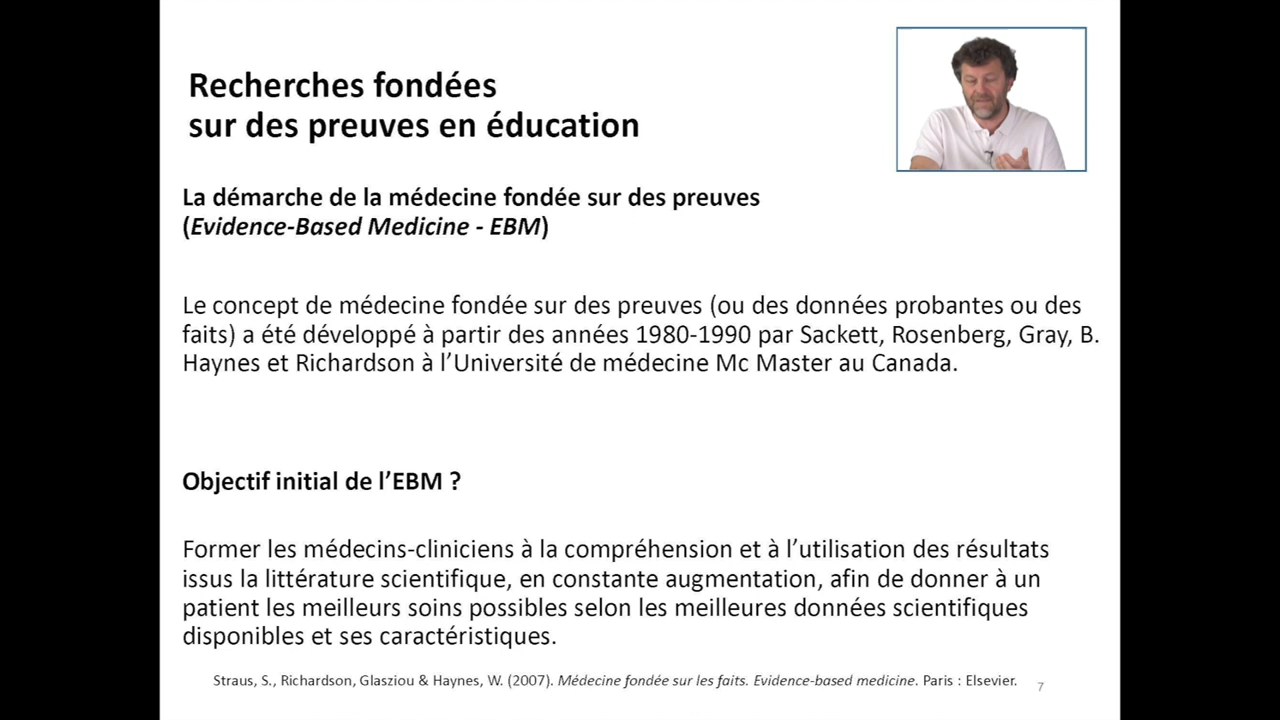 Recherches fondées
sur des preuves en éducation
La démarche de la médecine fondée sur des preuves
(Evidence-Based Medicine - EBM)
Le concept de médecine fondée sur des preuves (ou des données probantes ou des
faits) a été développé à partir des années 1980-1990 par Sackett, Rosenberg, Gray, B.
Haynes et Richardson à l’Université de médecine Mc Master au Canada.
Objectif initial de l’EBM ?
Former les médecins-cliniciens à la compréhension et à l’utilisation des résultats
issus la littérature scientifique, en constante augmentation, afin de donner à un
patient les meilleurs soins possibles selon les meilleures données scientifiques
disponibles et ses caractéristiques.
Straus, S., Richardson, Glasziou & Haynes, W. (2007). Médecine fondée sur les faits. Evidence-based medicine. Paris : Elsevier.
7